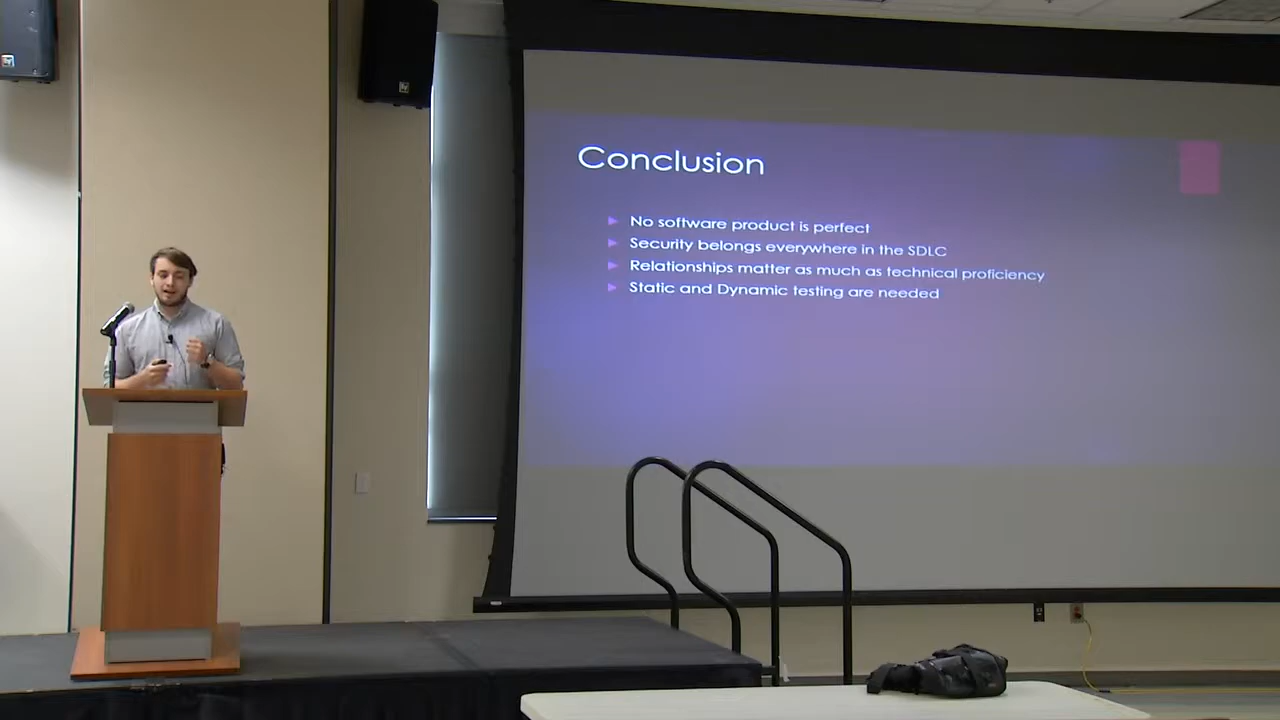 Conclusion
No software product is perfect
Security belongs everywhere in the SDLC
Relationships matter as much as technical proficiency
Static and Dynamic testing are needed